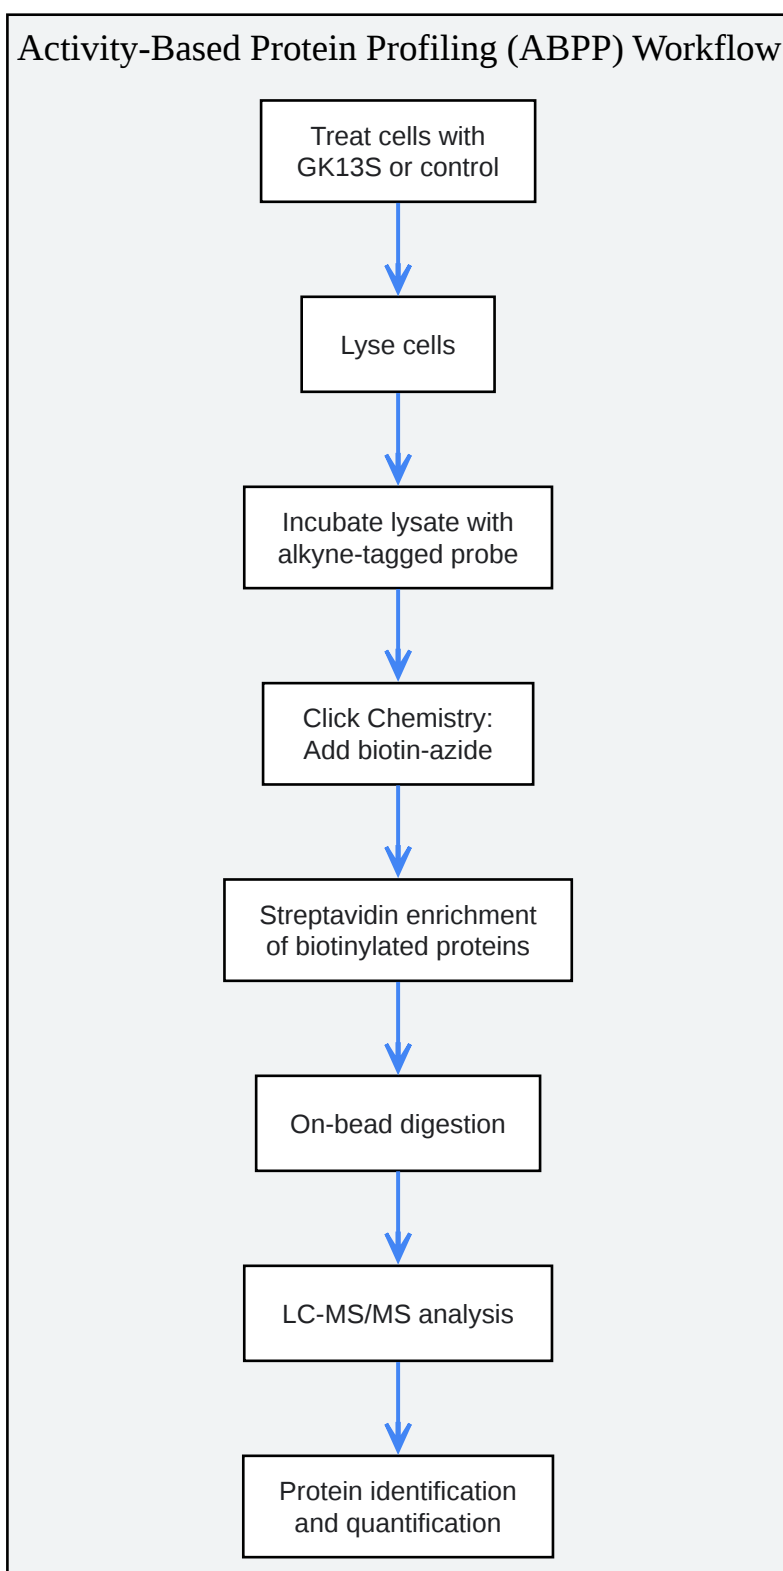 Activity-Based Protein Profiling (ABPP) Workflow
Treat cells with
GK13S or control
Lyse cells
Incubate lysate with
alkyne-tagged probe
Click Chemistry:
Add biotin-azide
Streptavidin enrichment
of biotinylated proteins
On-bead digestion
LC-MS/MS analysis
Protein identification
and quantification